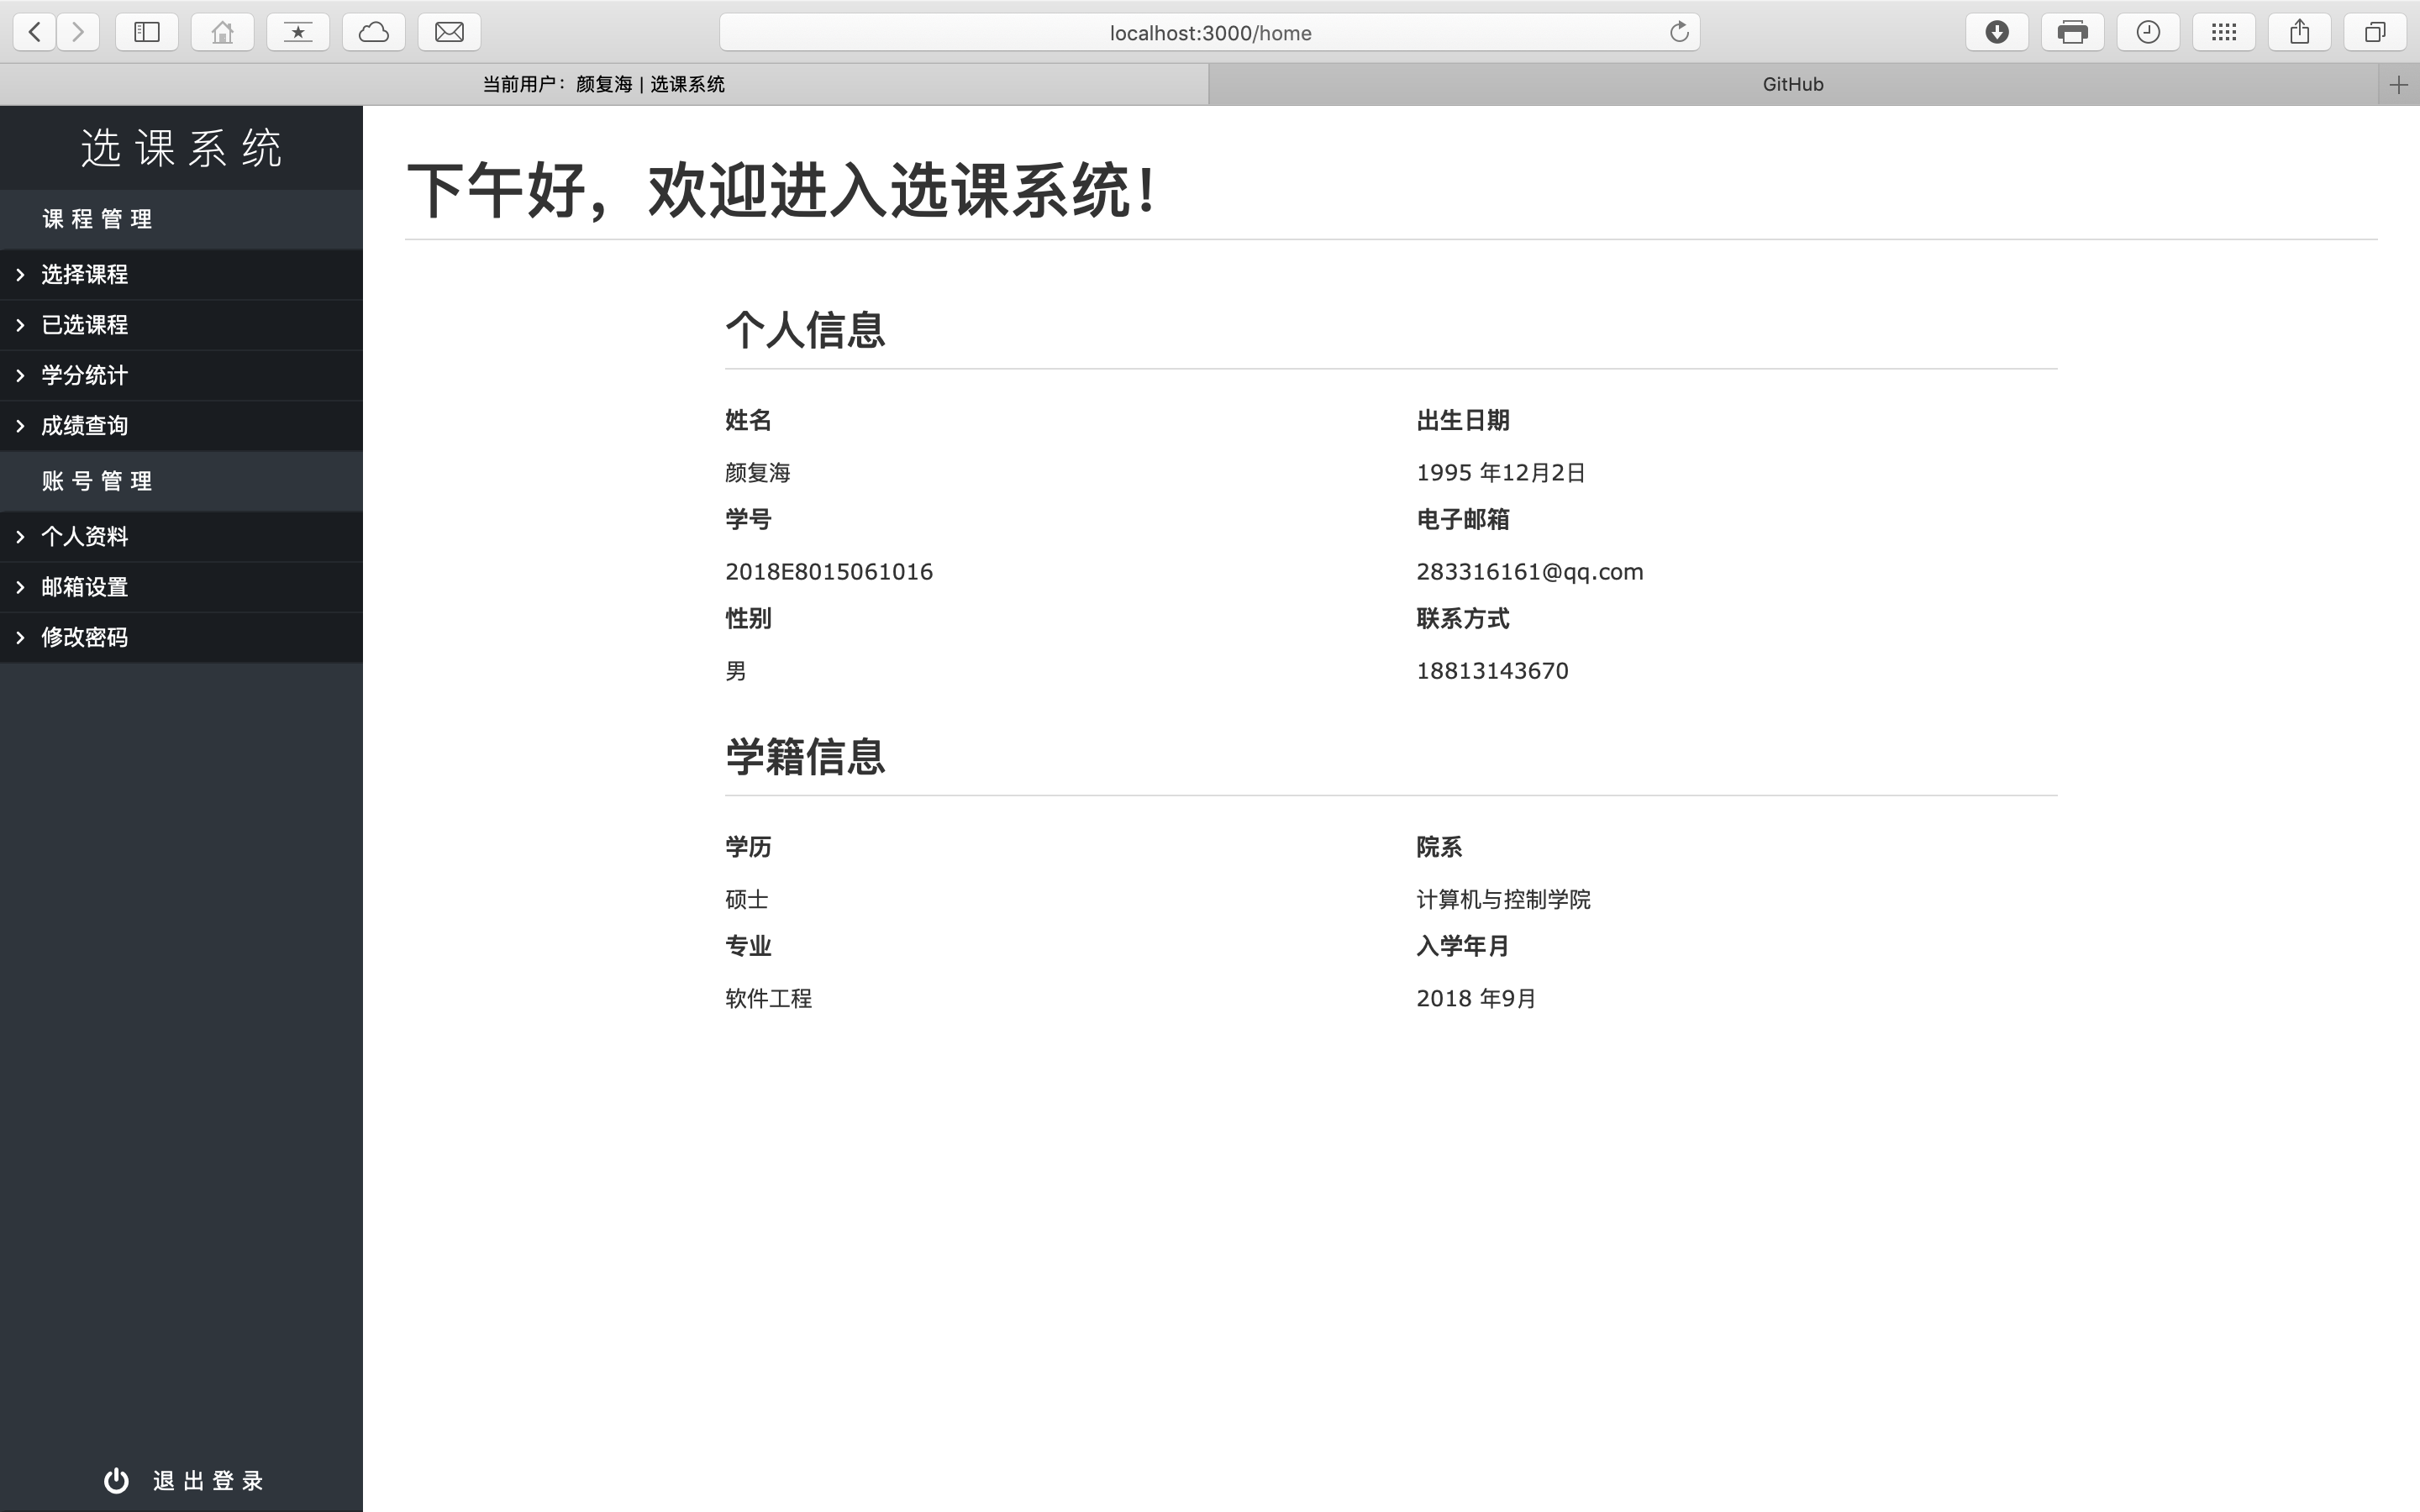 localhost:3000/home
当前用户：颜复海 | 选课系统
GitHub
选课系统
课程管理
选择课程
已选课程
学分统计
成绩查询
账号管理
个人资料
邮箱设置
修改密码
退出登录
下午好，欢迎进入选课系统！
个人信息
姓名
颜复海
学号
2018E8015061016
性别
男
出生日期
1995 年12月2日
电子邮箱
283316161@qq.com
联系方式
18813143670
学籍信息
学历
硕士
专业
软件工程
院系
计算机与控制学院
入学年月
2018 年9月